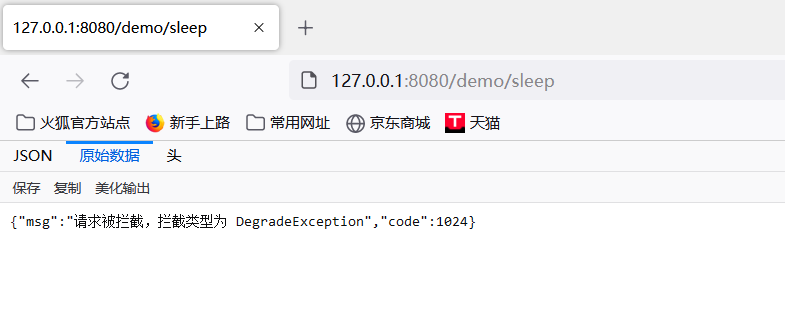 127.0.0.1:8080/demo/sleep
127.0.0.1:8080/demo/sleep
火狐官方站点 新手上路 常用网址 京东商城 T 天猫
JSON 原始数据 头
保存 复制 美化输出
{"msg":"请求被拦截，拦截类型为 DegradeException","code":1024}